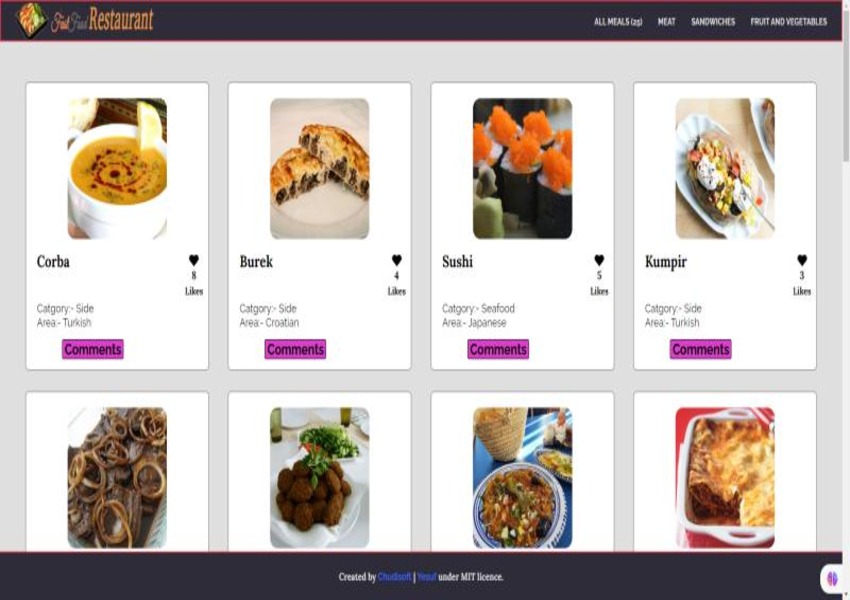 Fast Food Restaurant
ALL MEALS (25) MEAT SANDWICHES FRUIT AND VEGETABLES
Corba
8
Likes
Catgory:- Side
Area:- Turkish
Comments
Burek
4
Likes
Catgory:- Side
Area:- Croatian
Comments
Sushi
5
Likes
Catgory:- Seafood
Area:- Japanese
Comments
Kumpir
3
Likes
Catgory:- Side
Area:- Turkish
Comments
Created by Chudisoft | Yesuf under MIT licence.